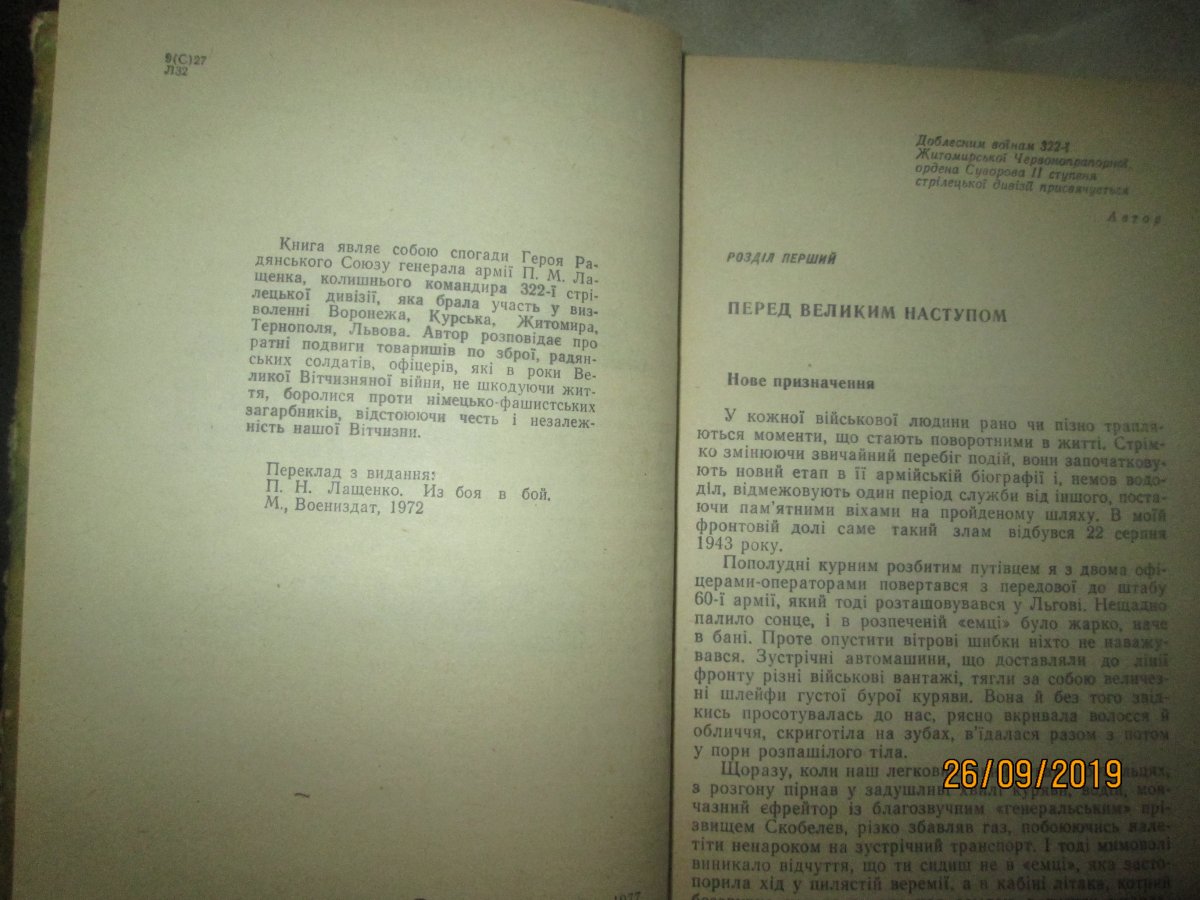 9(С)27
Л32
Книга являє собою спогади Героя Ра-
дянського Союзу генерала армії П. М. Ла-
щенка, колишнього командира 322-ї стрі-
лецької дивізії, яка брала участь у виз-
воленні Воронежа, Курська, Житомира,
Тернополя, Львова. Автор розповідає про
ратні подвиги товаришів по зброї, радян-
ських солдатів, офіцерів, які в роки Ве-
ликої Вітчизняної війни, не шкодуючи жит-
тя, боролися проти німецько-фашистських
загарбників, відстоюючи честь і незалеж-
ність нашої Вітчизни.
Переклад з видання:
П. Н. Лащенко. Из боя в бой.
М., Воениздат, 1972
Доблесним воїнам 322-ї
Житомирської Червонопрапорної,
ордена Суворова II ступеня
стрілецької дивізії присвячується
Автор
РОЗДІЛ ПЕРШИЙ
ПЕРЕД ВЕЛИКИМ НАСТУПОМ
Нове призначення
У кожної військової людини рано чи пізно трапля-
ються моменти, що стають поворотними в житті. Стрім-
ко змінюючи звичайний перебіг подій, вони започатковую-
ють новий етап в її армійській біографії і, немов водо-
діл, відмежовують один період служби від іншого, поста-
ючи пам'ятними віхами на пройденому шляху. В моїй
фронтовій долі саме такий злам відбувся 22 серпня
1943 року.
Пополудні курним розбитим путівцем я з двома офі-
церами-операторами повертався з передової до штабу
60-ї армії, який тоді розташовувався у Льгові. Нещадно
палило сонце, і в розпеченій «емці» було жарко, наче
в бані. Проте опустити вітрові шибки ніхто не наважу-
вався. Зустрічні автомашини, що доставляли до лінії
фронту різні військові вантажі, тягли за собою величез-
ні шлейфи густої бурої куряви. Вона й без того звід-
кись просотувалась до нас, рясно вкривала волосся й
обличчя, скриготіла на зубах, в'їдалася разом з потом
у пори розпашілого тіла.
Щоразу, коли наш
з розгону пірнав у задушливі хвилі куряви, водій, мов-
чазний єфрейтор із благозвучним «генеральським» прі-
звищем Скобелєв, різко збавляв газ, побоюючись нале-
тіти ненароком на зустрічний транспорт. І тоді мимоволі
виникало відчуття, що ти сидиш не в «емці», яка засто-
порила хід у пилястій веремії, а в кабіні літака, котрий
26/09/2019